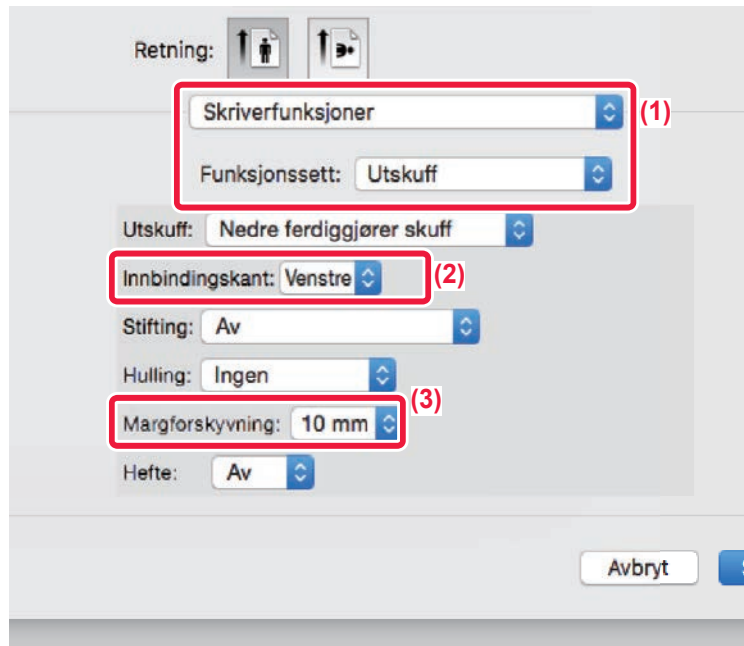 Retning:
Skriverfunksjoner (1)
Funksjonssett: Utskuff
Utskuff: Nedre ferdiggjører skuff
Innbindingskant: Venstre (2)
Stifting: Av
Hulling: Ingen
(3)
Margforskyvning: 10 mm
Hefte: Av
Avbryt